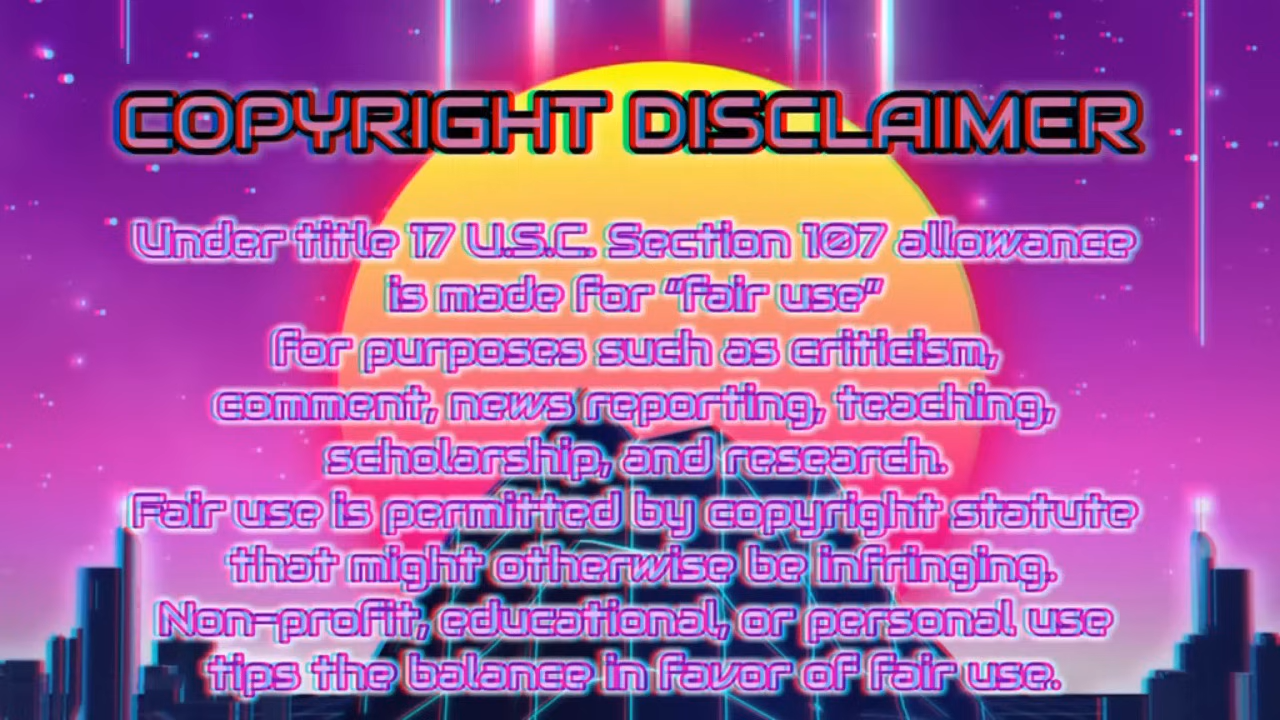 COPYRIGHT DISCLAIMER
Under title 17 U.S.C. Section 107 allowance
is made for “fair use”
for purposes such as criticism,
comment, news reporting, teaching,
scholarship, and research.
Fair use is permitted by copyright statute
that might otherwise be infringing.
Non-profit, educational, or personal use
tips the balance in favor of fair use.